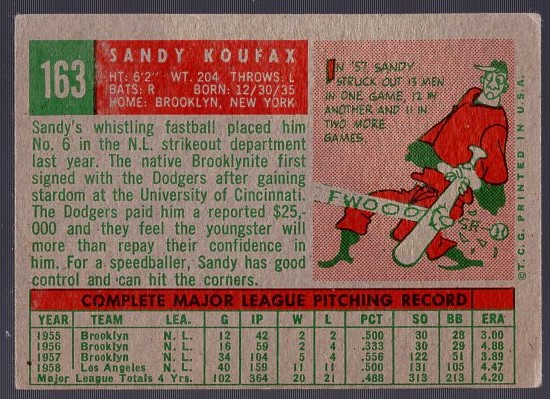 163
SANDY KOUFAX
HT: 6'2" WT. 204 THROWS: L
BATS: R. BORN: 12/30/35
HOME: BROOKLYN, NEW YORK
Sandy's whistling fastball placed him
No. 6 in the N.L. strikeout department
last year. The native Brooklynite first
signed with the Dodgers after gaining
stardom at the University of Cincinnati.
The Dodgers paid him a reported $25,-
000 and they feel the youngster will
more than repay their confidence in
him. For a speedballer, Sandy has good
control and can hit the corners.
IN '57, SANDY
STRUCK OUT 13 MEN
IN ONE GAME, 12 IN
ANOTHER AND 11 IN
TWO MORE
GAMES.
FWOOO
©T.C.G. PRINTED IN U.S.A.
COMPLETE MAJOR LEAGUE PITCHING RECORD
YEAR TEAM LEA. G IP W L PCT SO BB ERA
1955 Brooklyn N.L. 12 42 2 2 .500 30 28 3.00
1956 Brooklyn N.L. 16 59 2 4 .333 30 29 4.88
1957 Brooklyn N.L. 34 104 5 4 .556 122 51 3.89
1958 Los Angeles N.L. 40 159 11 11 .500 131 105 4.47
Major League Totals 4 Yrs. 102 364 20 21 .488 313 213 4.20